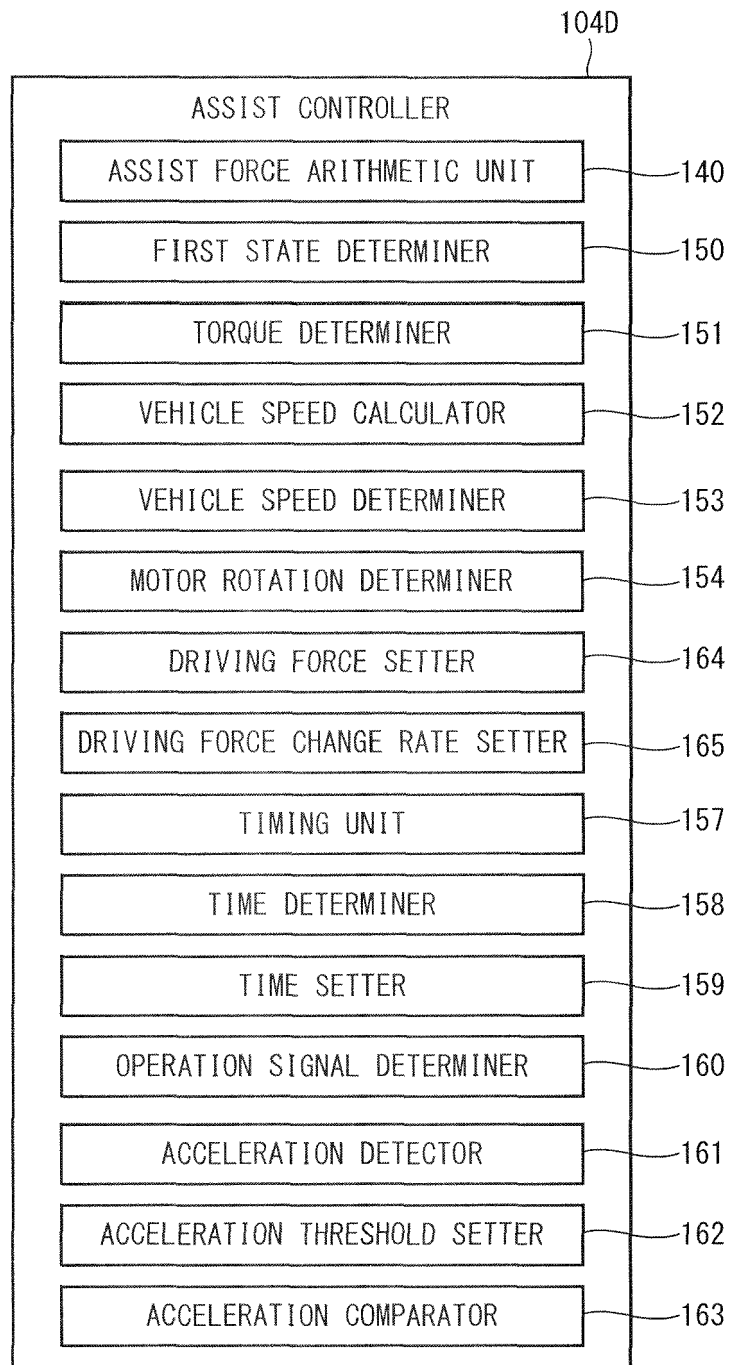 104D
ASSIST CONTROLLER
ASSIST FORCE ARITHMETIC UNIT 140
FIRST STATE DETERMINER 150
TORQUE DETERMINER 151
VEHICLE SPEED CALCULATOR 152
VEHICLE SPEED DETERMINER 153
MOTOR ROTATION DETERMINER 154
DRIVING FORCE SETTER 164
DRIVING FORCE CHANGE RATE SETTER 165
TIMING UNIT 157
TIME DETERMINER 158
TIME SETTER 159
OPERATION SIGNAL DETERMINER 160
ACCELERATION DETECTOR 161
ACCELERATION THRESHOLD SETTER 162
ACCELERATION COMPARATOR 163